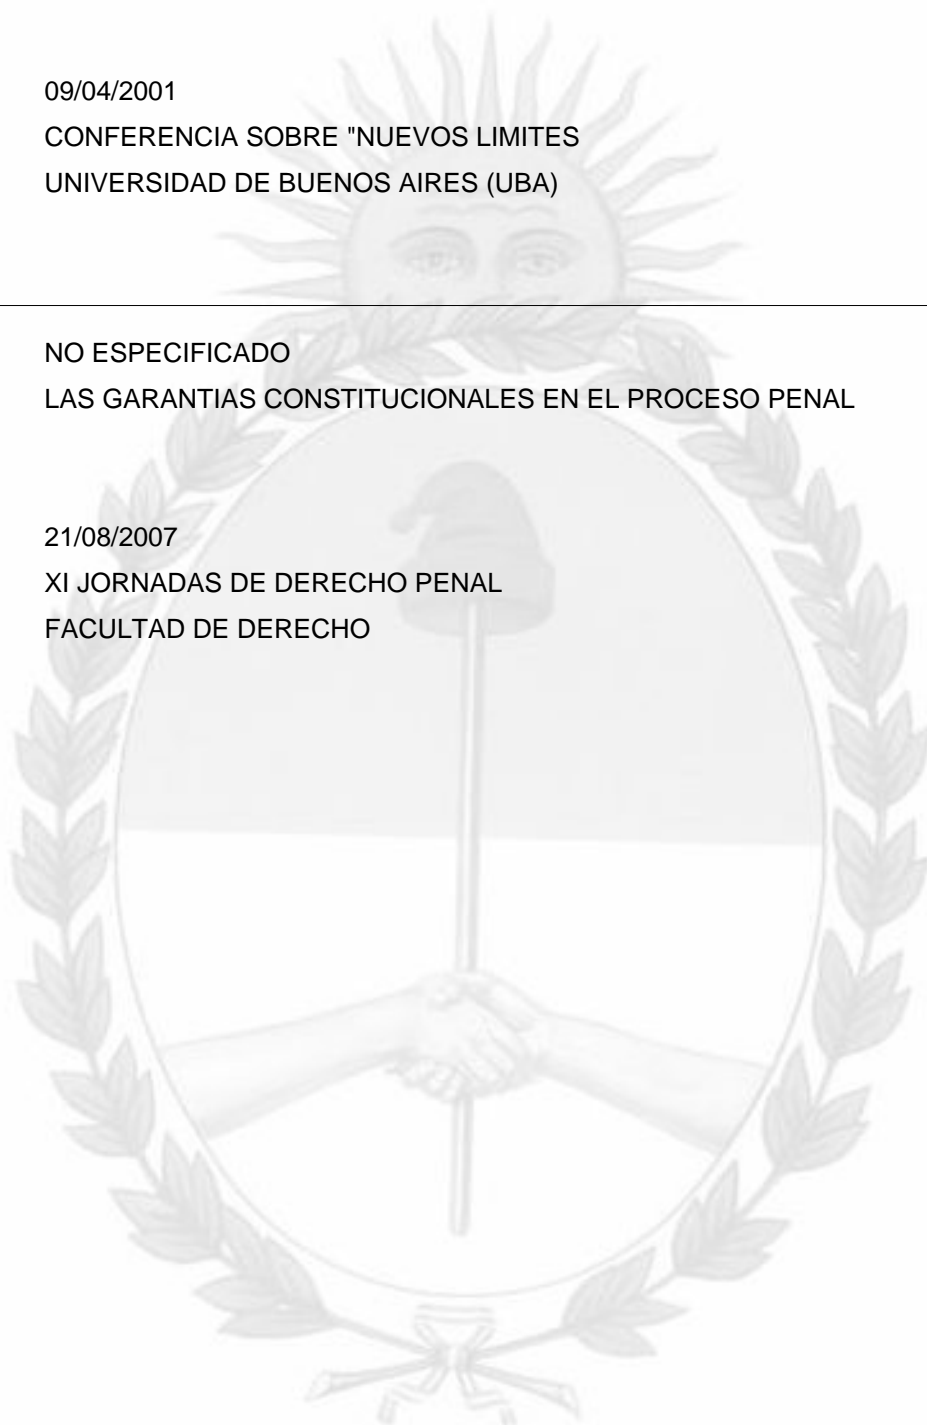 09/04/2001
CONFERENCIA SOBRE "NUEVOS LIMITES
UNIVERSIDAD DE BUENOS AIRES (UBA)
NO ESPECIFICADO
LAS GARANTIAS CONSTITUCIONALES EN EL PROCESO PENAL
21/08/2007
XI JORNADAS DE DERECHO PENAL
FACULTAD DE DERECHO